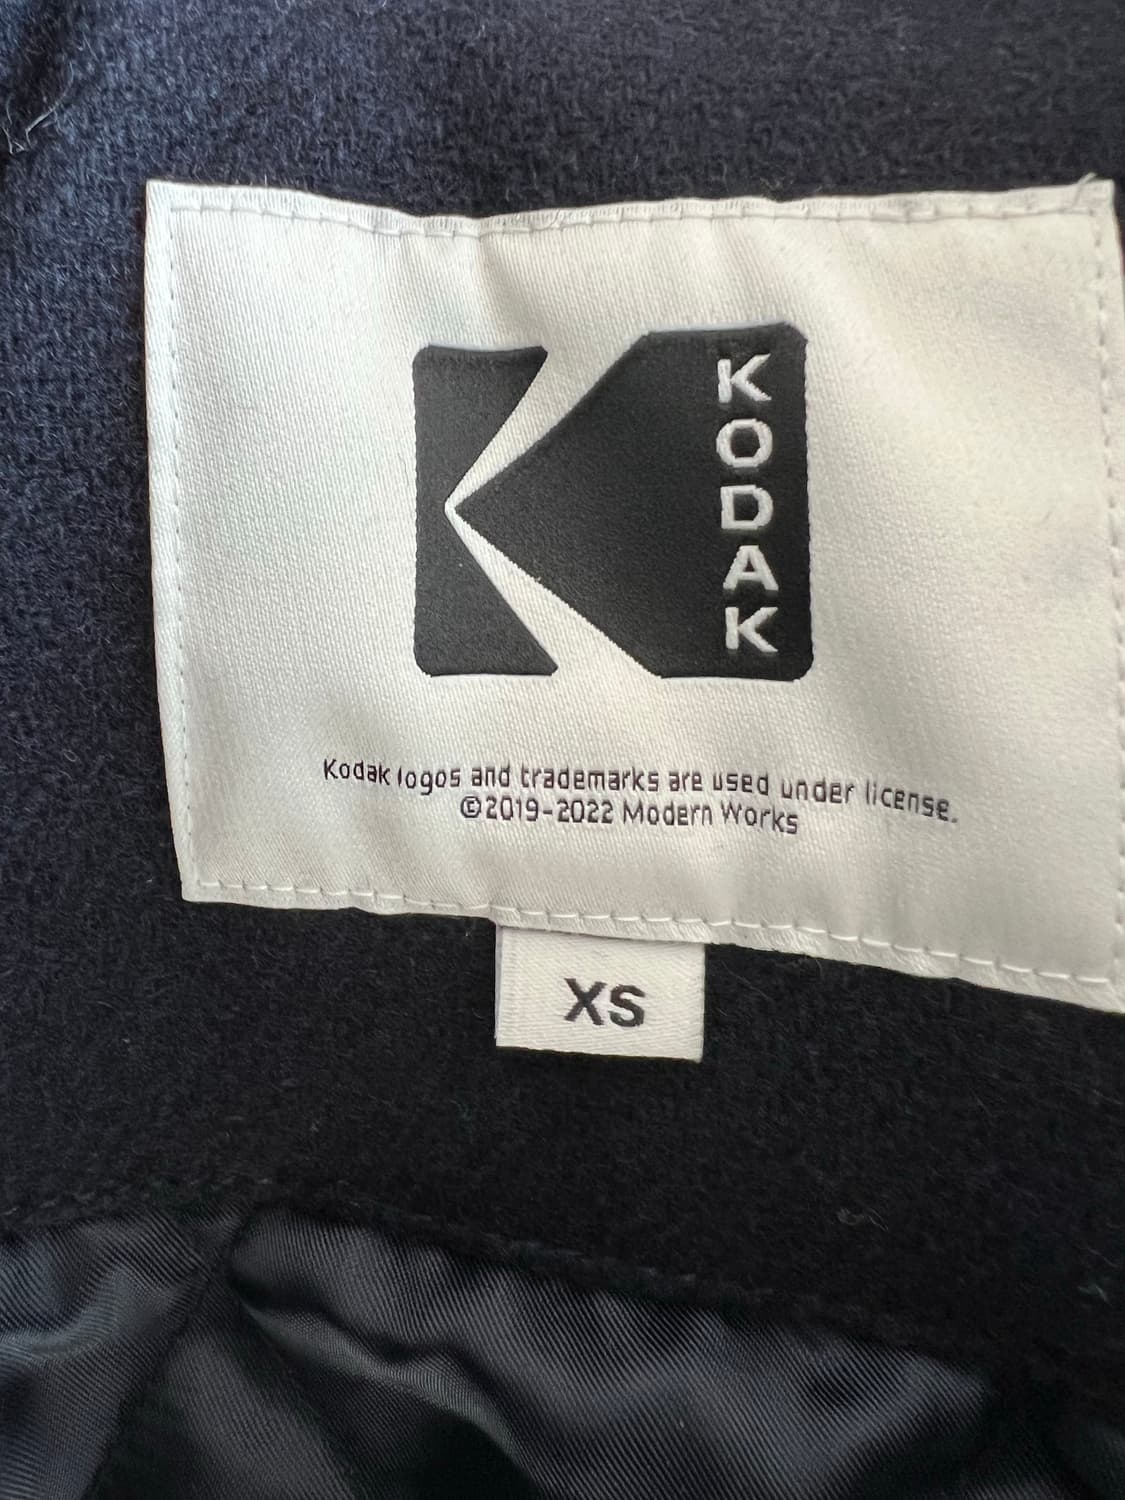 KODAK
Kodak logos and trademarks are used under license.
©2019-2022 Modern Works
XS